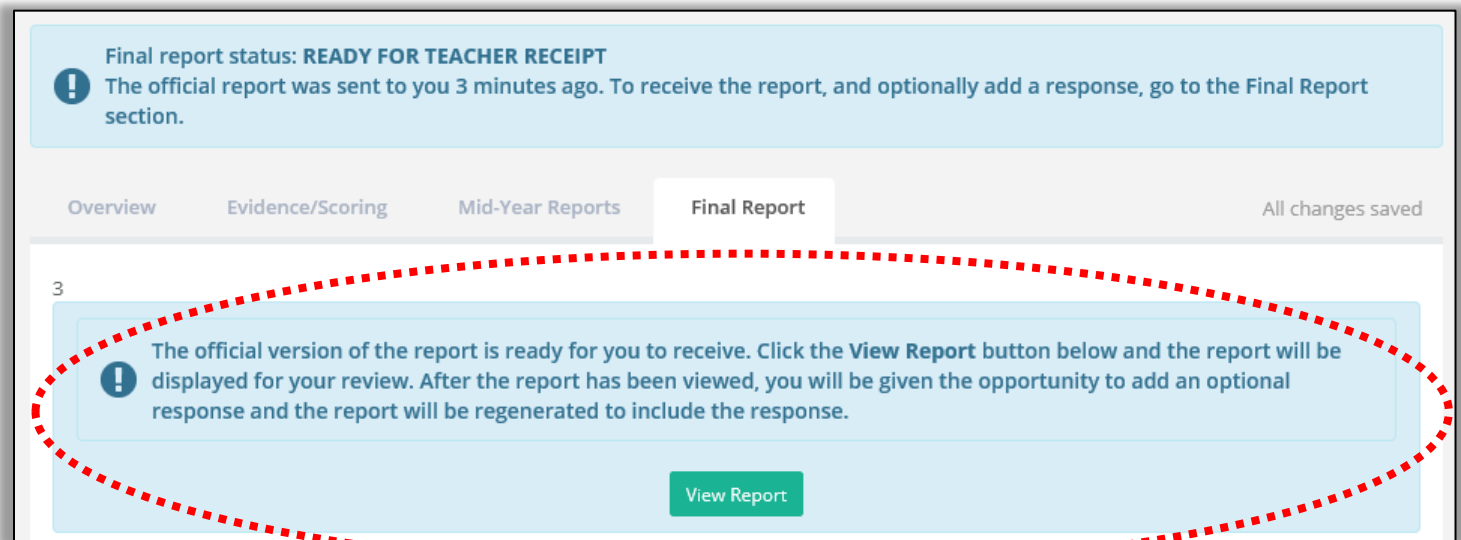 Final report status: READY FOR TEACHER RECEIPT
The official report was sent to you 3 minutes ago. To receive the report, and optionally add a response, go to the Final Report
section.
Overview Evidence/Scoring Mid-Year Reports Final Report All changes saved
3
The official version of the report is ready for you to receive. Click the View Report button below and the report will be
displayed for your review. After the report has been viewed, you will be given the opportunity to add an optional
response and the report will be regenerated to include the response.
View Report